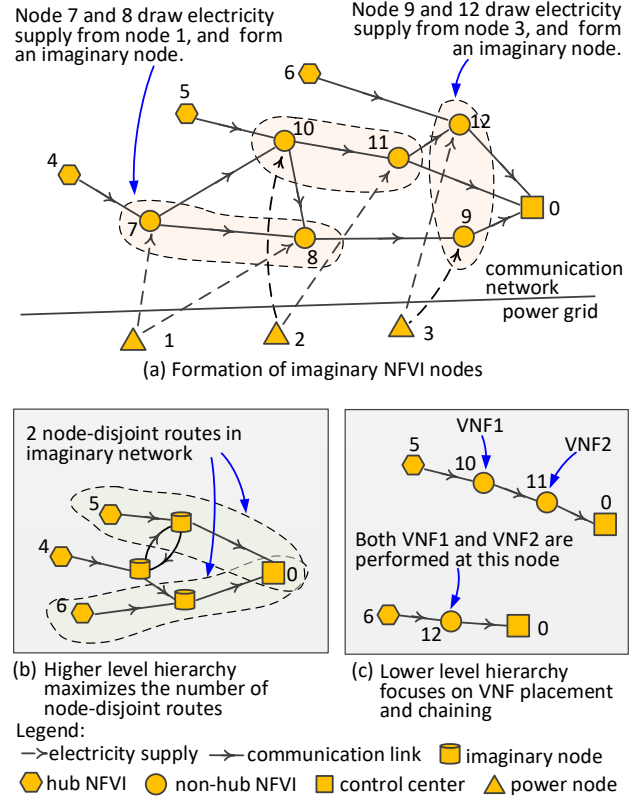 Node 7 and 8 draw electricity
supply from node 1, and form
an imaginary node.
Node 9 and 12 draw electricity
supply from node 3, and form
an imaginary node.
6
5
10
12
11
4
7
8
9
0
communication
network
power grid
1
2
3
(a) Formation of imaginary NFVI nodes
2 node-disjoint routes in
imaginary network
5
4
6
0
(b) Higher level hierarchy
maximizes the number of
node-disjoint routes
VNF1
VNF2
5
10
11
0
Both VNF1 and VNF2 are
performed at this node
6
12
0
(c) Lower level hierarchy
focuses on VNF placement
and chaining
Legend:
electricity supply
communication link
imaginary node
hub NFVI
non-hub NFVI
control center
power node